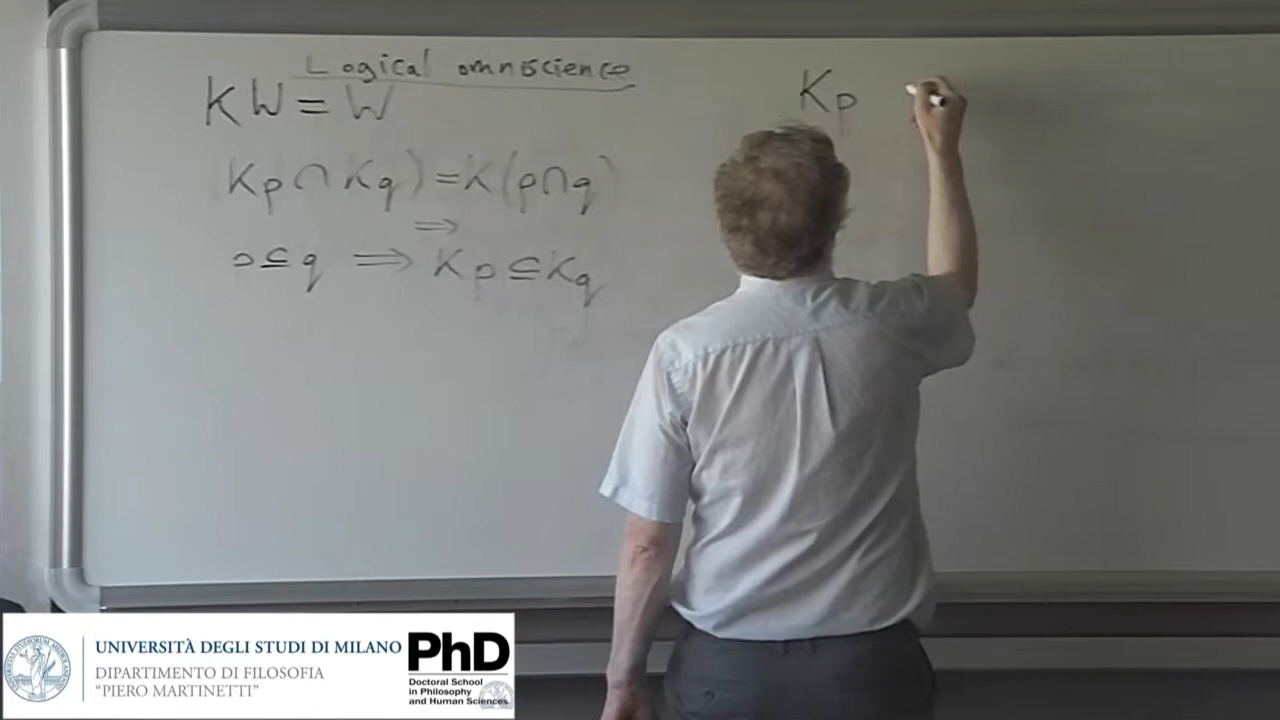 Logical omniscience
KW = W
Kp ∩ Kq) = K(p∩q)
⇒
p⊆q ⇒ Kp⊆Kq
Kp
UNIVERSITÀ DEGLI STUDI DI MILANO
DIPARTIMENTO DI FILOSOFIA
"PIERO MARTINETTI"
PhD
Doctoral School
in Philosophy
and Human Sciences